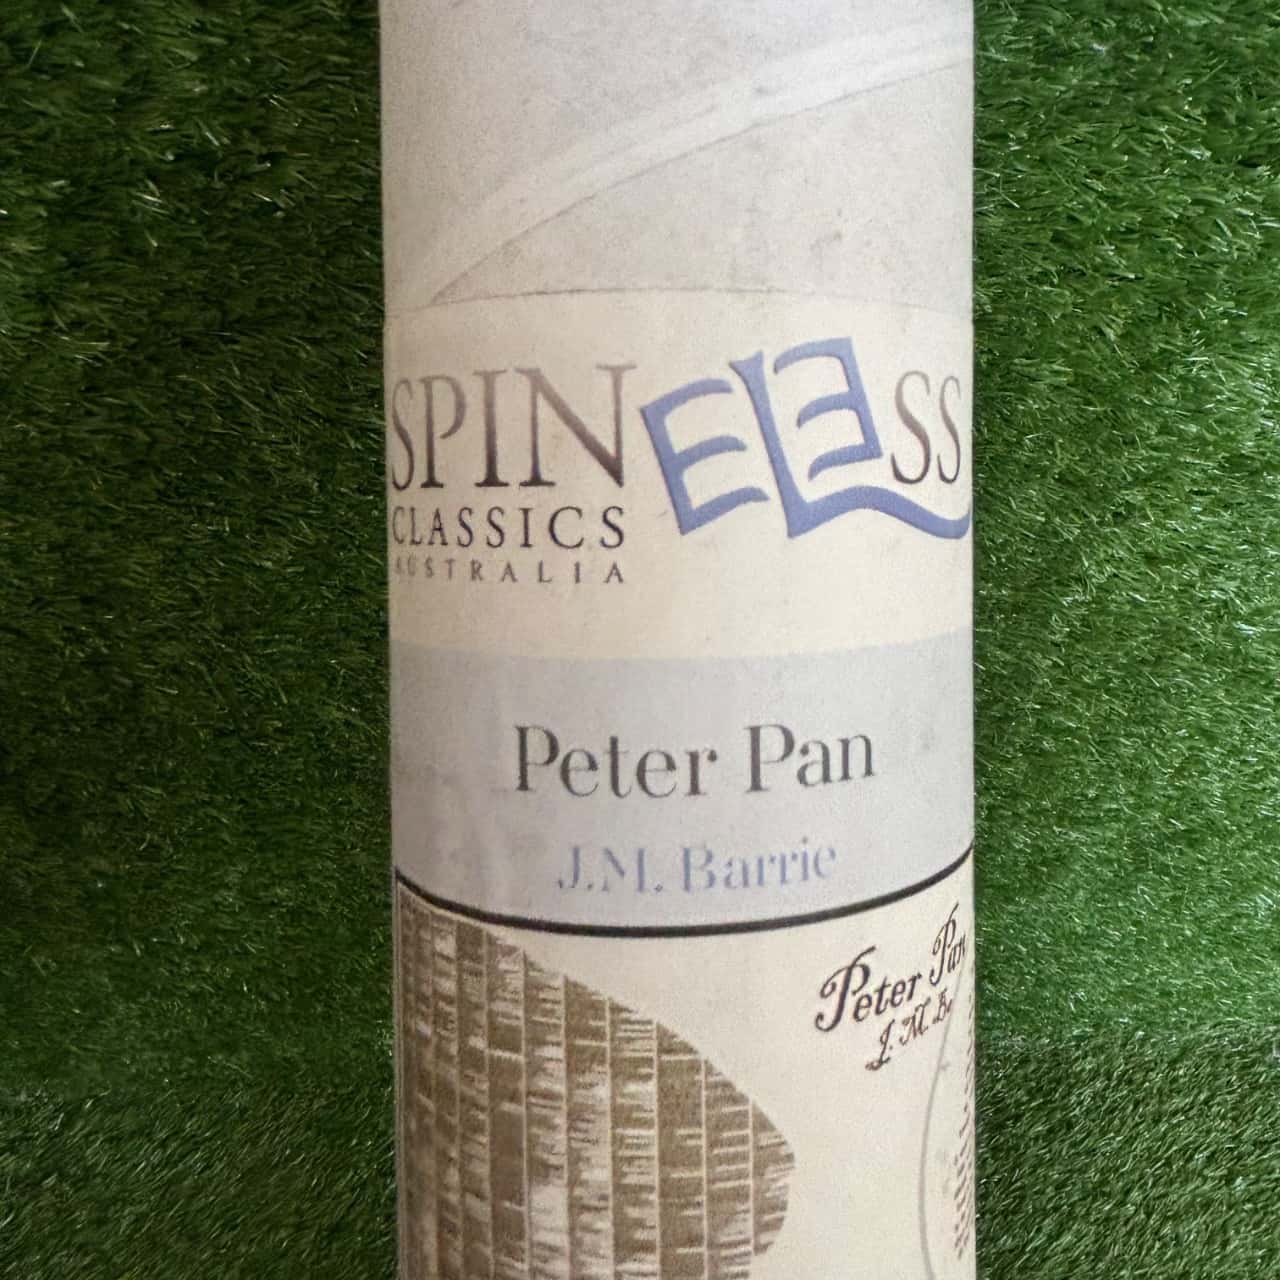 SPINELESS
CLASSICS
AUSTRALIA
Peter Pan
J.M. Barrie
Peter Pan
J. M. B